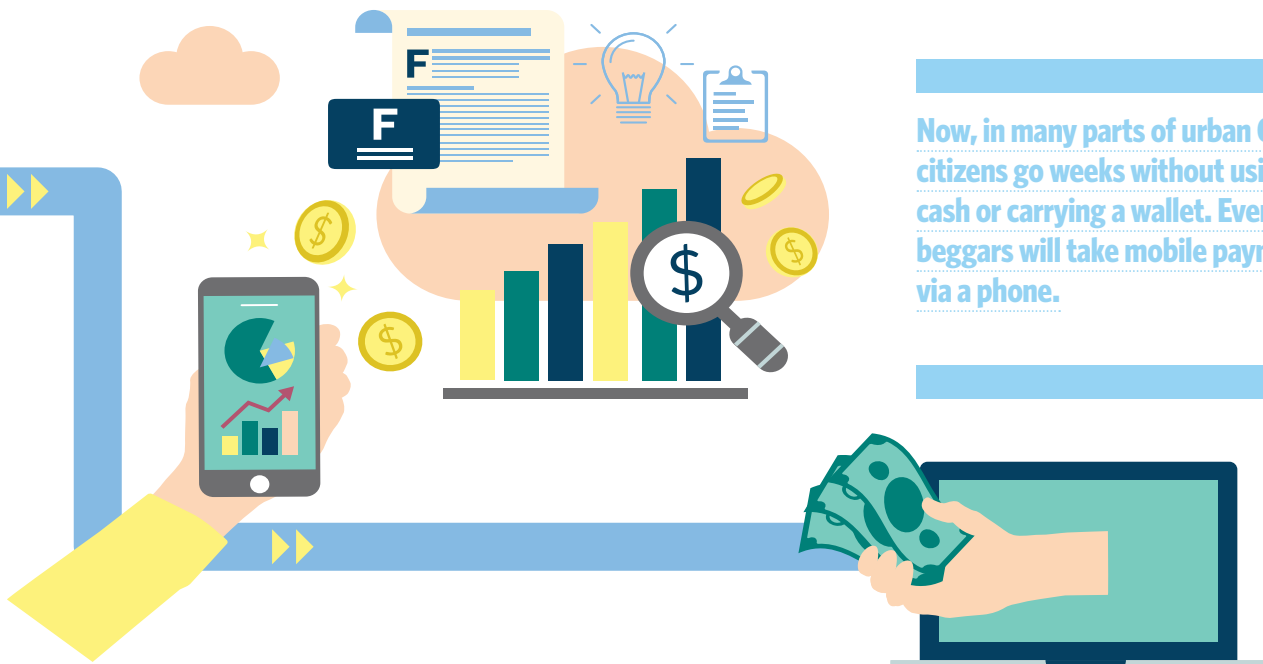 F
F
$
$
$
$
Now, in many parts of urban
citizens go weeks without
cash or carrying a wallet.
beggars will take mobile
via a phone.